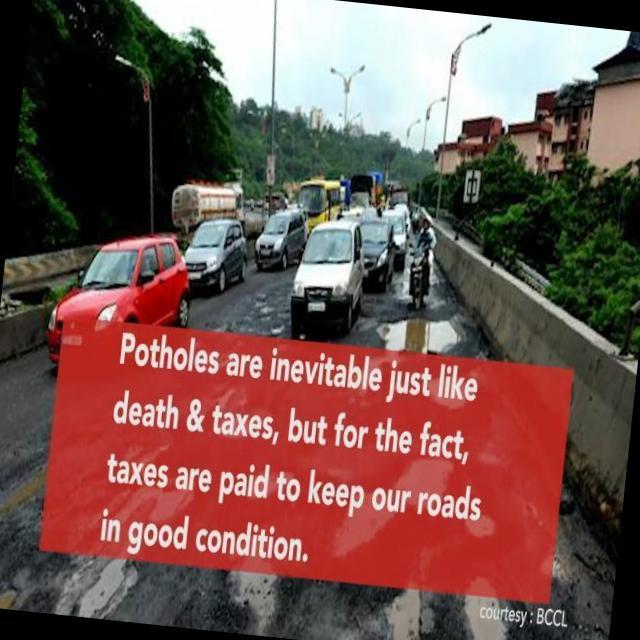 Potholes are inevitable just like
death & taxes, but for the fact,
taxes are paid to keep our roads
in good condition.
courtesy : BCCL